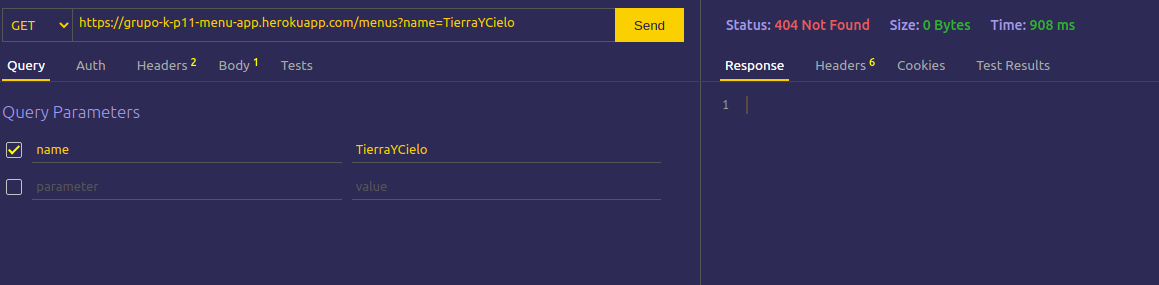 GET https://grupo-k-p11-menu-app.herokuapp.com/menus?name=TierraYCielo Send
Query Auth Headers 2 Body 1 Tests
Query Parameters
name TierraYCielo
parameter value
Status: 404 Not Found Size: 0 Bytes Time: 908 ms
Response Headers 6 Cookies Test Results
1